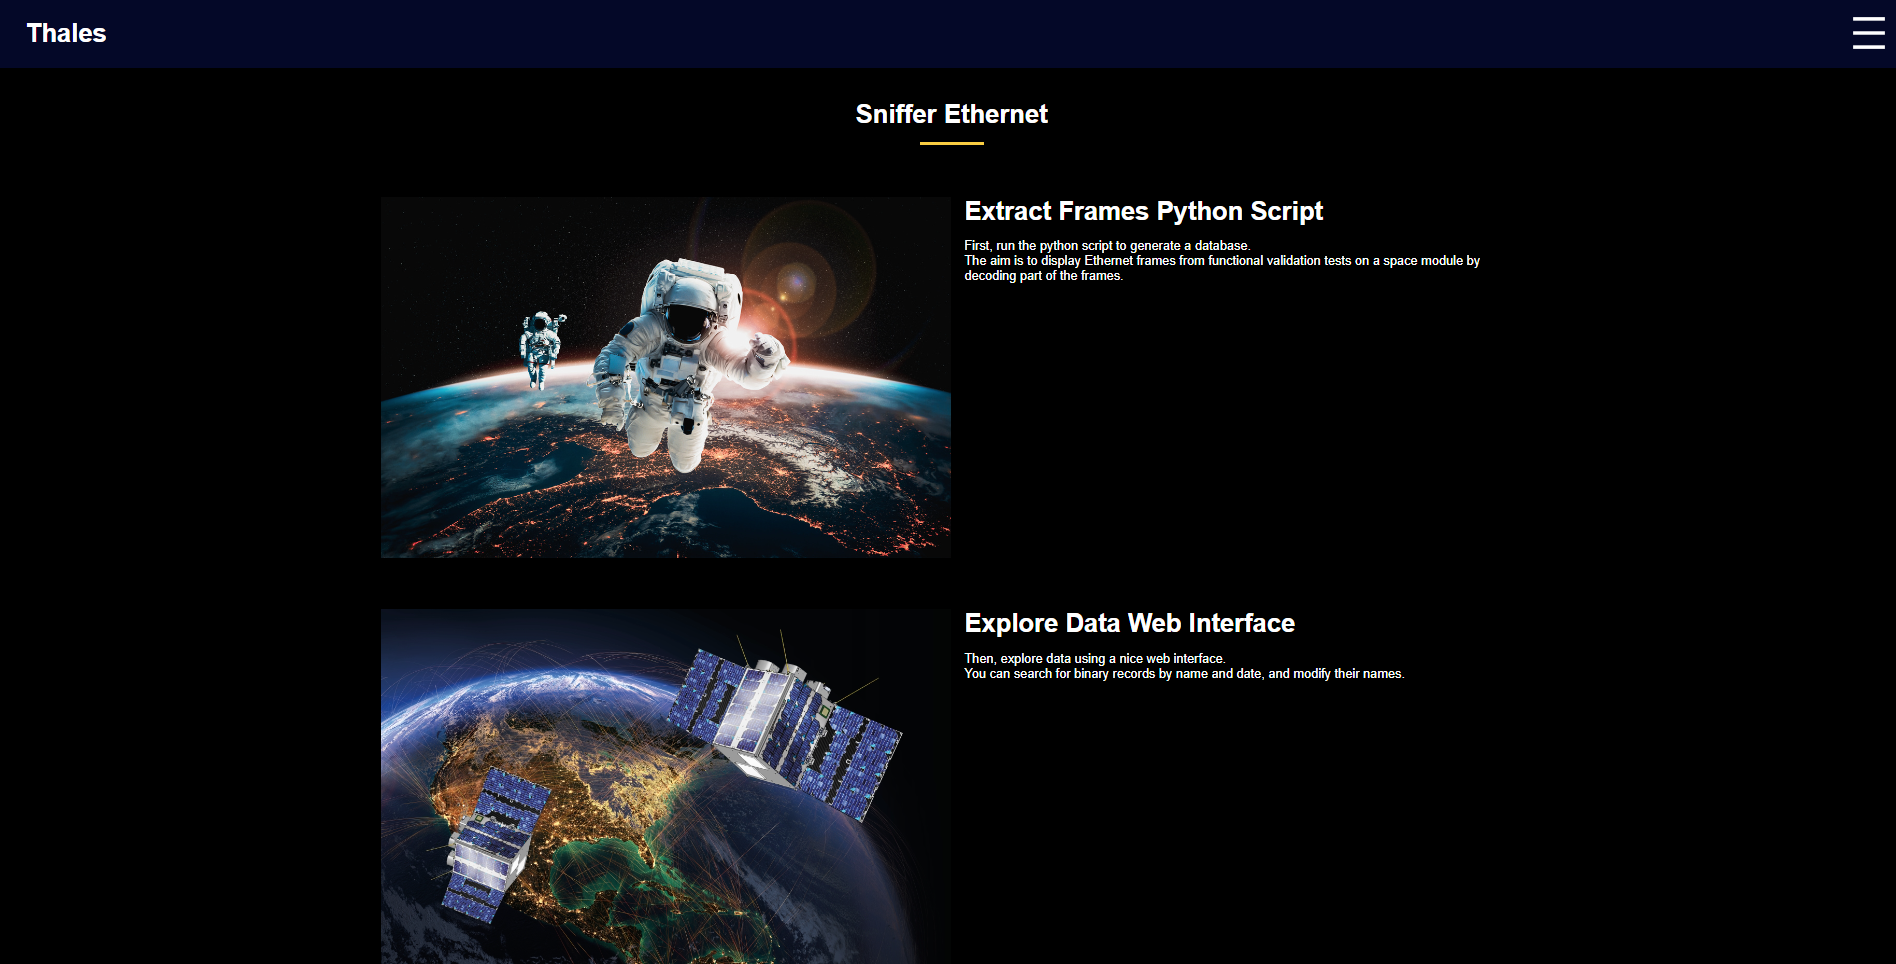 Thales
Sniffer Ethernet
Extract Frames Python Script
First, run the python script to generate a database.
The aim is to display Ethernet frames from functional validation tests on a space module by
decoding part of the frames.
Explore Data Web Interface
Then, explore data using a nice web interface.
You can search for binary records by name and date, and modify their names.